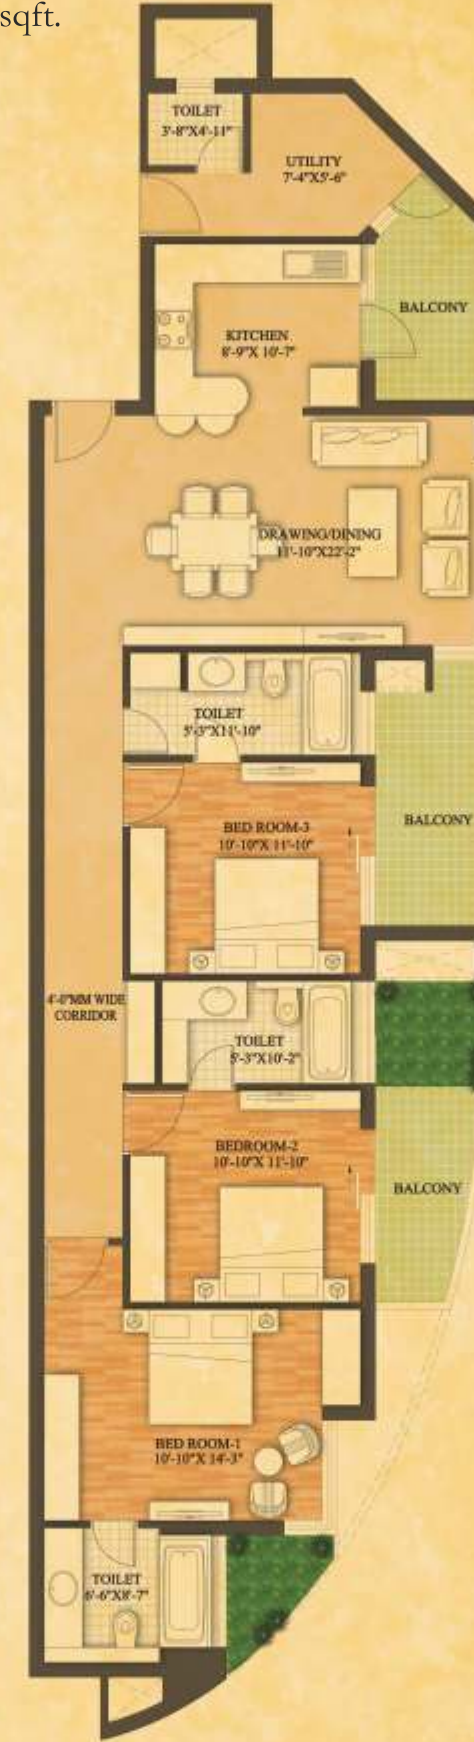 sqft.
TOILET
3'-8"X4'-11"
UTILITY
7'-4"X5'-6"
BALCONY
KITCHEN
8'-9"X 10'-7"
DRAWING/DINING
11'-10"X22'-2"
TOILET
5'-3"X11'-10"
BED ROOM-3
10'-10"X 11'-10"
BALCONY
4'-0"MM WIDE
CORRIDOR
TOILET
5'-3"X10'-2"
BEDROOM-2
10'-10"X 11'-10"
BALCONY
BED ROOM-1
10'-10"X 14'-3"
TOILET
6'-6"X8'-7"